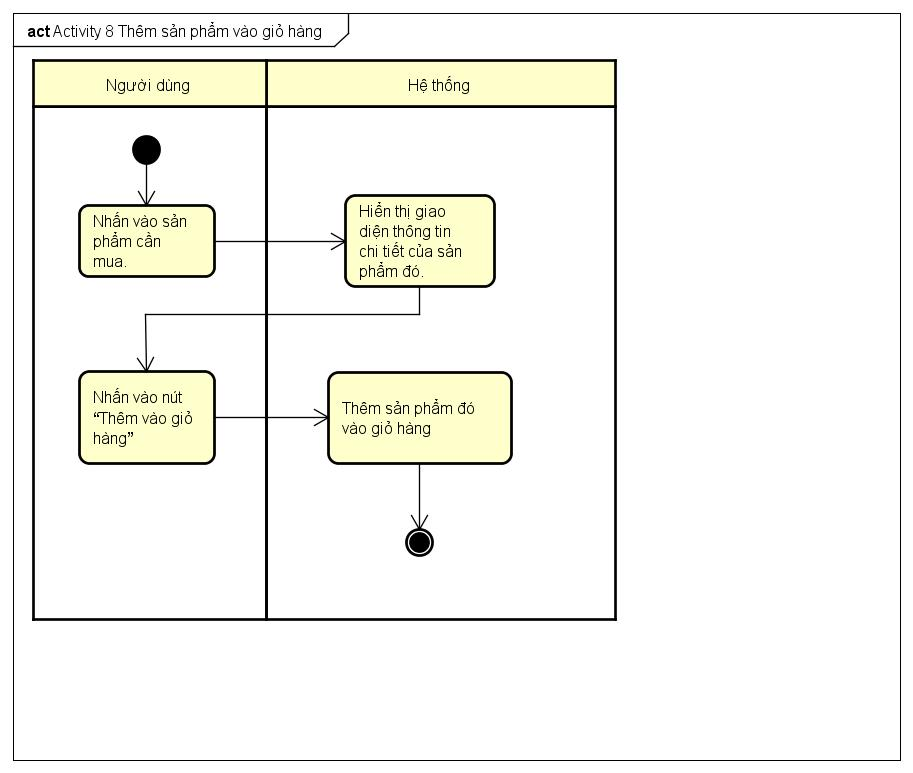 act Activity 8 Thêm sản phẩm vào giỏ hàng
Người dùng
Hệ thống
Nhấn vào sản
phẩm cần
mua.
Hiển thị giao
diện thông tin
chi tiết của sản
phẩm đó.
Nhấn vào nút
“Thêm vào giỏ
hàng”
Thêm sản phẩm đó
vào giỏ hàng